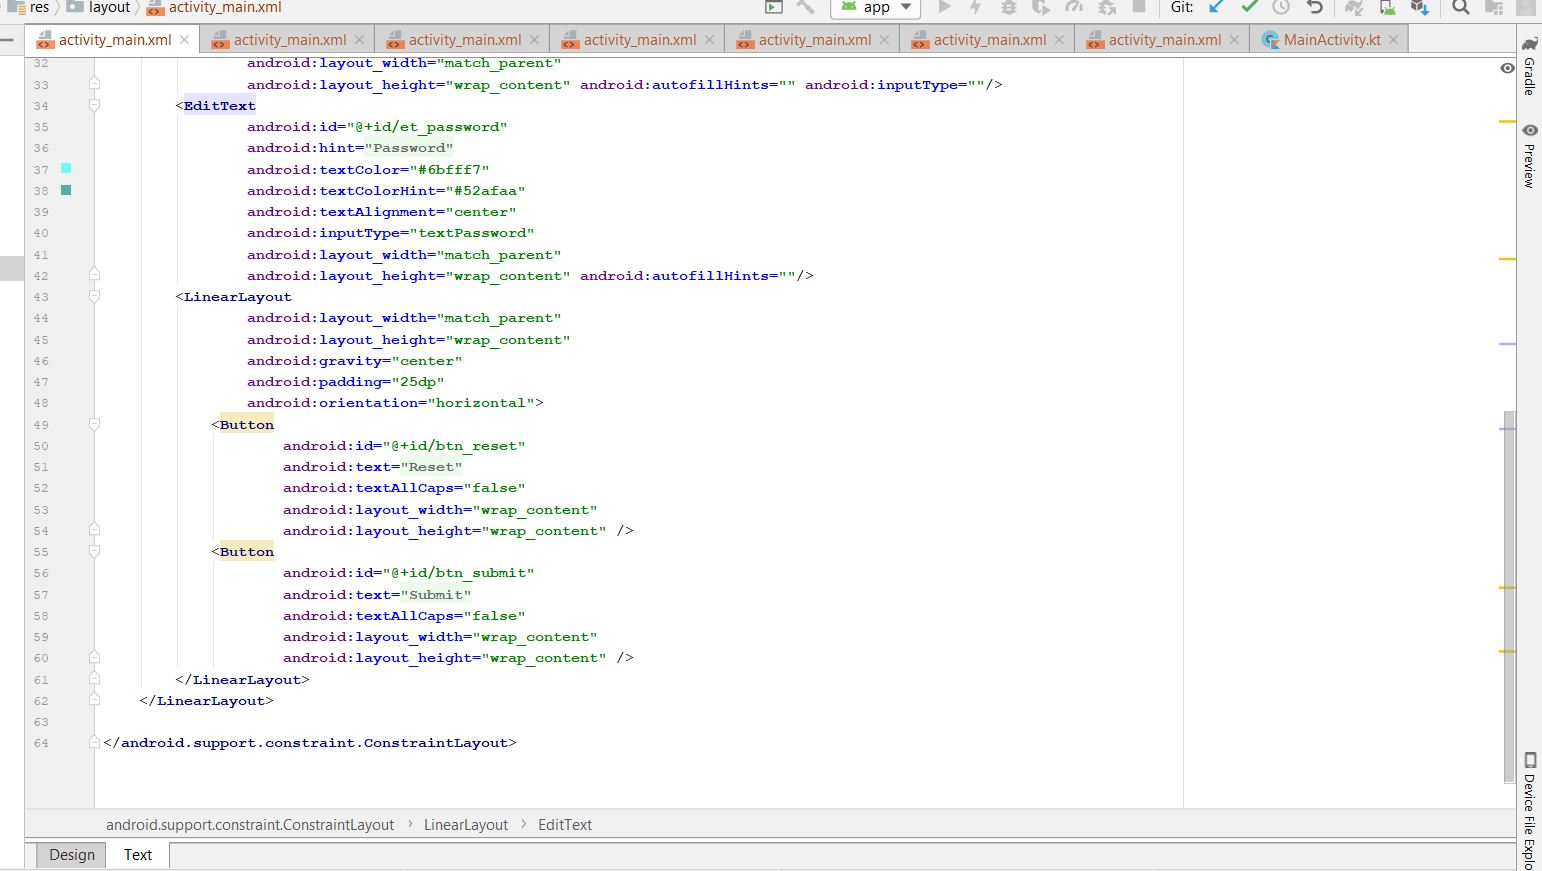 res layout activity_main.xml app Git:
activity_main.xml activity_main.xml activity_main.xml activity_main.xml activity_main.xml activity_main.xml activity_main.xml MainActivity.kt
32 android:layout_width="match_parent"
33 android:layout_height="wrap_content" android:autofillHints="" android:inputType=""/>
34 <EditText
35 android:id="@+id/et_password"
36 android:hint="Password"
37 android:textColor="#6bfff7"
38 android:textColorHint="#52afaa"
39 android:textAlignment="center"
40 android:inputType="textPassword"
41 android:layout_width="match_parent"
42 android:layout_height="wrap_content" android:autofillHints=""/>
43 <LinearLayout
44 android:layout_width="match_parent"
45 android:layout_height="wrap_content"
46 android:gravity="center"
47 android:padding="25dp"
48 android:orientation="horizontal">
49 <Button
50 android:id="@+id/btn_reset"
51 android:text="Reset"
52 android:textAllCaps="false"
53 android:layout_width="wrap_content"
54 android:layout_height="wrap_content" />
55 <Button
56 android:id="@+id/btn_submit"
57 android:text="Submit"
58 android:textAllCaps="false"
59 android:layout_width="wrap_content"
60 android:layout_height="wrap_content" />
61 </LinearLayout>
62 </LinearLayout>
63
64 </android.support.constraint.ConstraintLayout>
android.support.constraint.ConstraintLayout › LinearLayout › EditText
Design Text
Gradle
Preview
Device File Explo